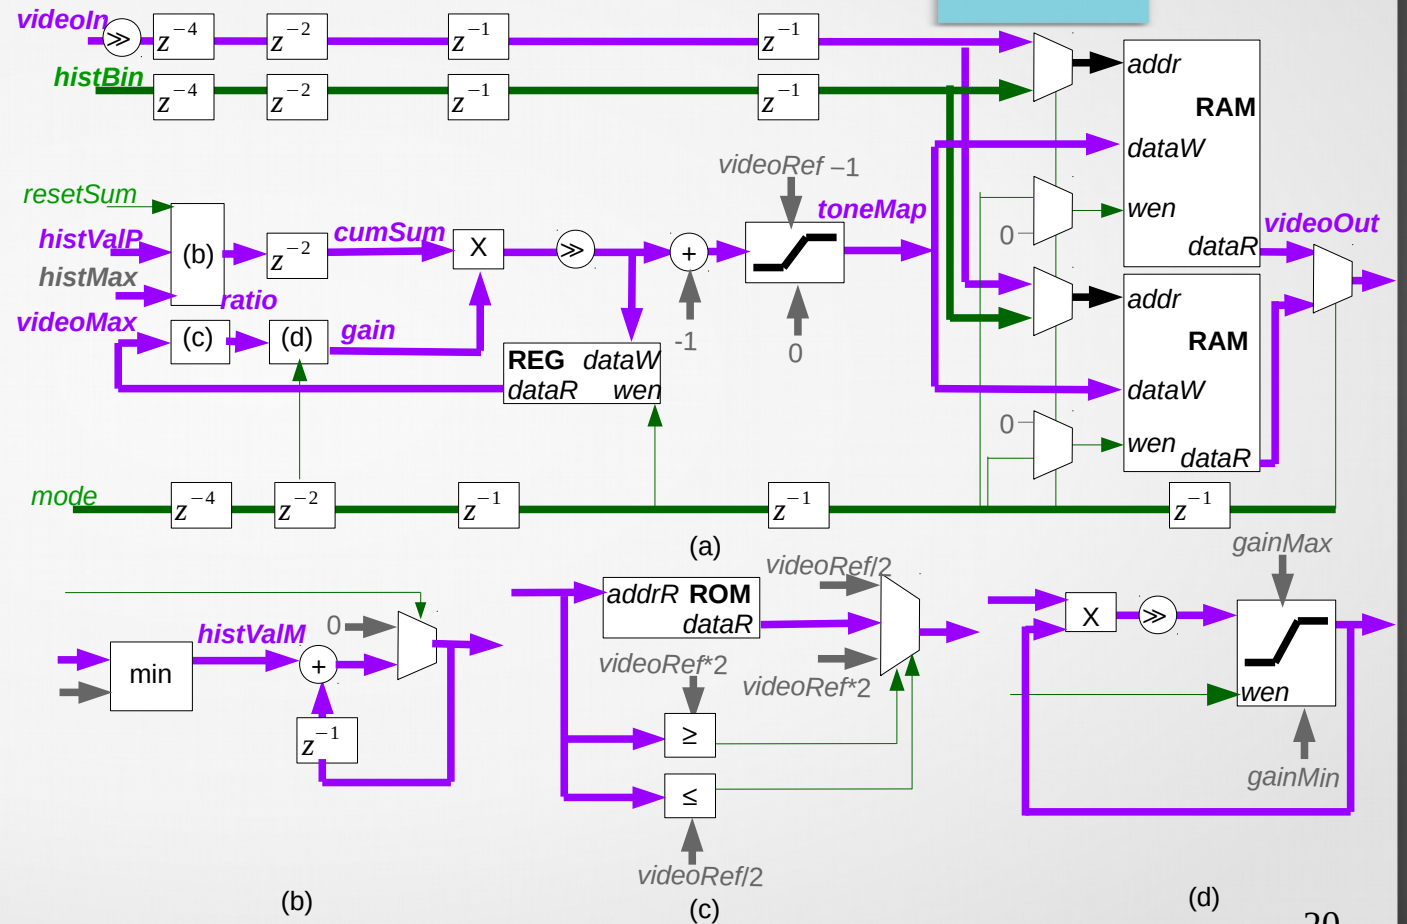 videoIn
≫ z⁻⁴ z⁻² z⁻¹ z⁻¹
histBin
z⁻⁴ z⁻² z⁻¹ z⁻¹
addr
RAM
dataW
wen
dataR
0
videoRef −1
toneMap
videoOut
resetSum
histValP
histMax
(b)
z⁻²
cumSum
X
≫
+
-1
0
ratio
videoMax
(c)
(d)
gain
REG dataW
dataR wen
addr
RAM
dataW
0
wen
dataR
mode
z⁻⁴ z⁻² z⁻¹ z⁻¹ z⁻¹
(a)
0
histValM
min
+
z⁻¹
(b)
videoRef/2
addrR ROM
dataR
videoRef*2
videoRef*2
≥
≤
videoRef/2
(c)
gainMax
X
≫
wen
gainMin
(d)